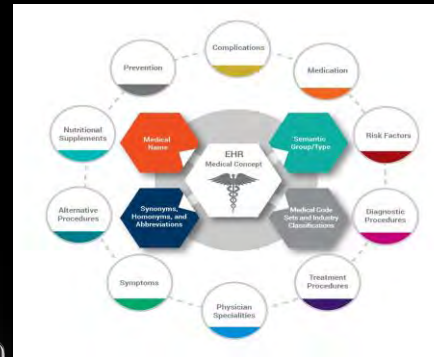 Complications
Prevention
Medication
Nutritional
Supplements
Medical
Name
EHR
Medical Concept
Semantic
Group/Type
Risk Factors
Alternative
Procedures
Synonyms,
Homonyms, and
Abbreviations
Medical Code
Sets and Industry
Classifications
Diagnostic
Procedures
Symptoms
Treatment
Procedures
Physician
Specialities